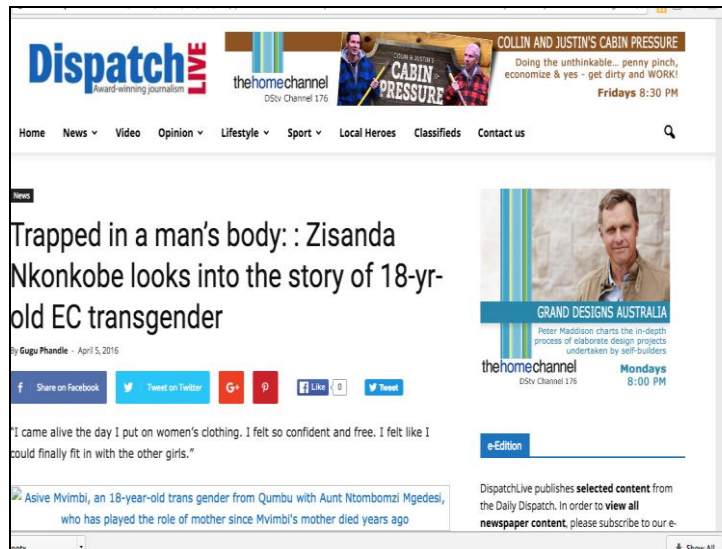 Dispatch LIVE
Award-winning journalism
thehomechannel
DStv Channel 176
COLIN & JUSTIN'S
CABIN
PRESSURE
COLLIN AND JUSTIN'S CABIN PRESSURE
Doing the unthinkable... penny pinch,
economize & yes - get dirty and WORK!
Fridays 8:30 PM
Home News Video Opinion Lifestyle Sport Local Heroes Classifieds Contact us
News
Trapped in a man's body: : Zisanda
Nkonkobe looks into the story of 18-yr-
old EC transgender
By Gugu Phandle - April 5, 2016
Share on Facebook Tweet on Twitter G+ Like 0 Tweet
"I came alive the day I put on women's clothing. I felt so confident and free. I felt like I
could finally fit in with the other girls."
Asive Mvimbi, an 18-year-old trans gender from Qumbu with Aunt Ntombomzi Mgedesi,
who has played the role of mother since Mvimbi's mother died years ago
GRAND DESIGNS AUSTRALIA
Peter Maddison charts the in-depth
process of elaborate design projects
undertaken by self-builders
thehomechannel
DStv Channel 176
Mondays
8:00 PM
e-Edition
DispatchLive publishes selected content from
the Daily Dispatch. In order to view all
newspaper content, please subscribe to our e-
Show All